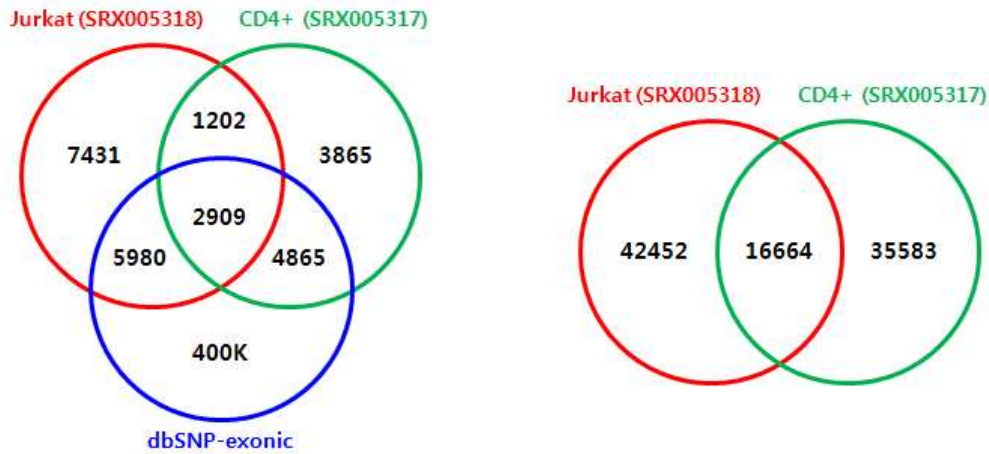 Jurkat (SRX005318)
CD4+ (SRX005317)
1202
7431
3865
2909
5980
4865
400K
dbSNP-exonic
Jurkat (SRX005318)
CD4+ (SRX005317)
42452
16664
35583